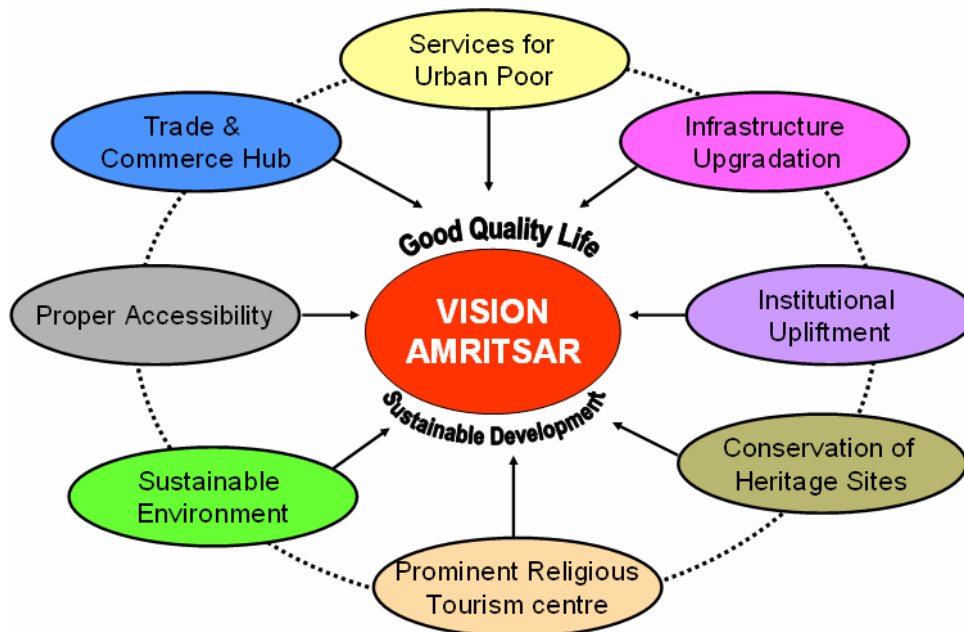 Services for
Urban Poor
Trade &
Commerce Hub
Infrastructure
Upgradation
Good Quality Life
Proper Accessibility
VISION
AMRITSAR
Institutional
Upliftment
Sustainable Development
Sustainable
Environment
Conservation of
Heritage Sites
Prominent Religious
Tourism centre